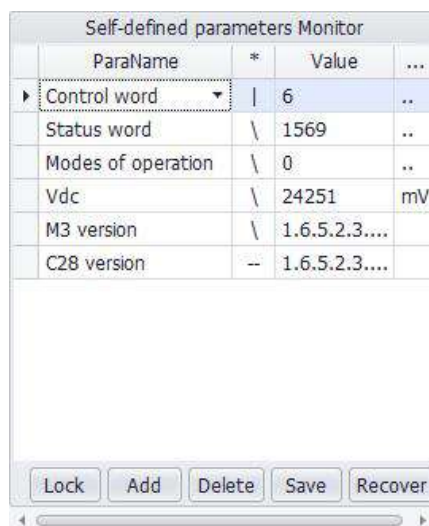 Self-defined parameters Monitor
ParaName * Value ...
Control word | 6 ..
Status word \ 1569 ..
Modes of operation \ 0 ..
Vdc \ 24251 mV
M3 version \ 1.6.5.2.3....
C28 version -- 1.6.5.2.3....
Lock Add Delete Save Recover